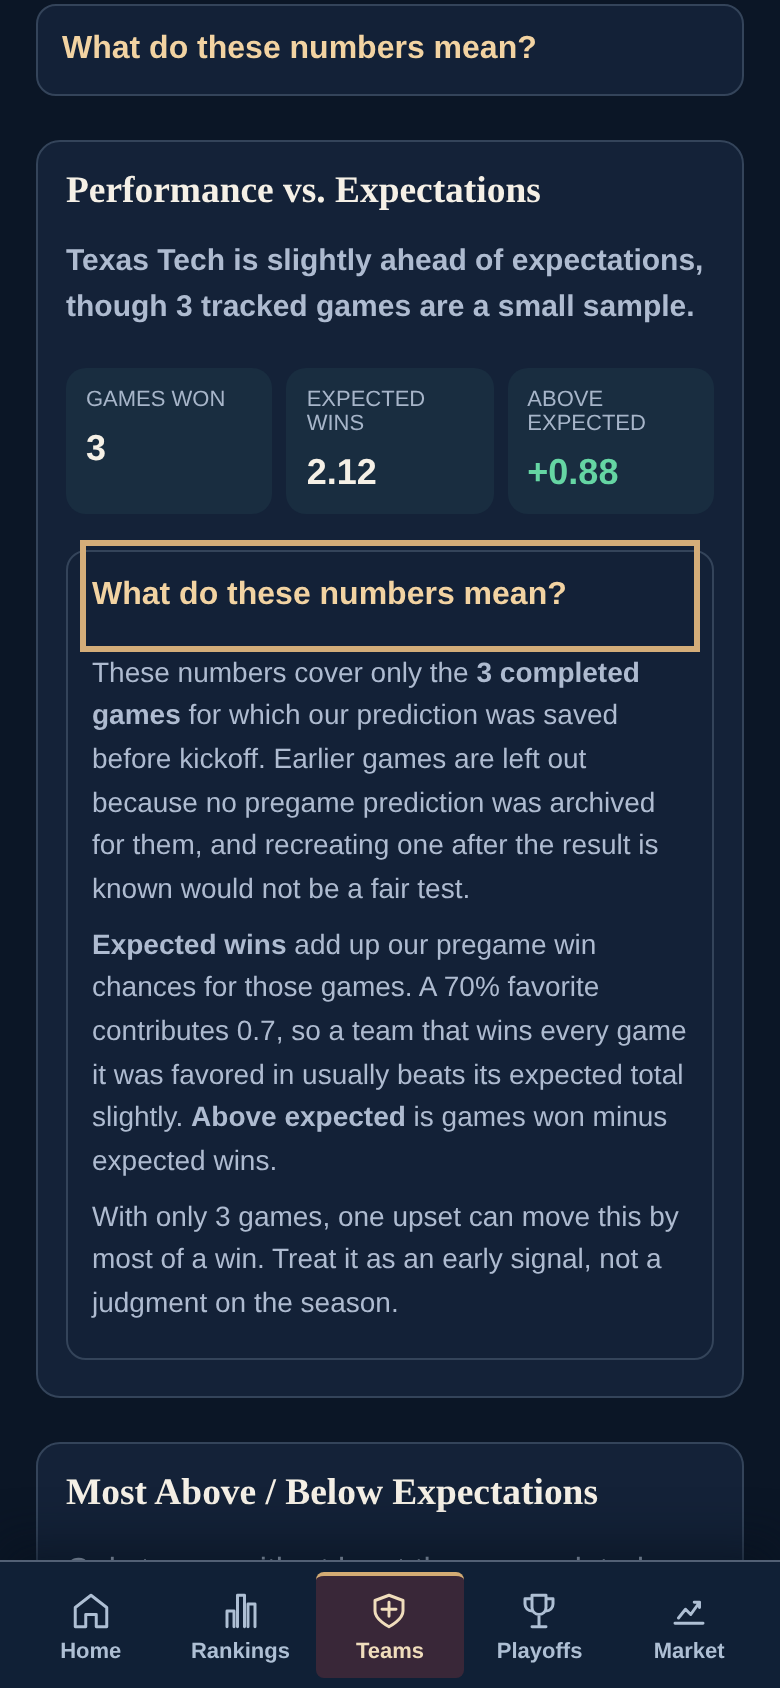 What do these numbers mean?
Performance vs. Expectations
Texas Tech is slightly ahead of expectations,
though 3 tracked games are a small sample.
GAMES WON
3
EXPECTED
WINS
2.12
ABOVE
EXPECTED
+0.88
What do these numbers mean?
These numbers cover only the 3 completed
games for which our prediction was saved
before kickoff. Earlier games are left out
because no pregame prediction was archived
for them, and recreating one after the result is
known would not be a fair test.
Expected wins add up our pregame win
chances for those games. A 70% favorite
contributes 0.7, so a team that wins every game
it was favored in usually beats its expected total
slightly. Above expected is games won minus
expected wins.
With only 3 games, one upset can move this by
most of a win. Treat it as an early signal, not a
judgment on the season.
Most Above / Below Expectations
Home
Rankings
Teams
Playoffs
Market